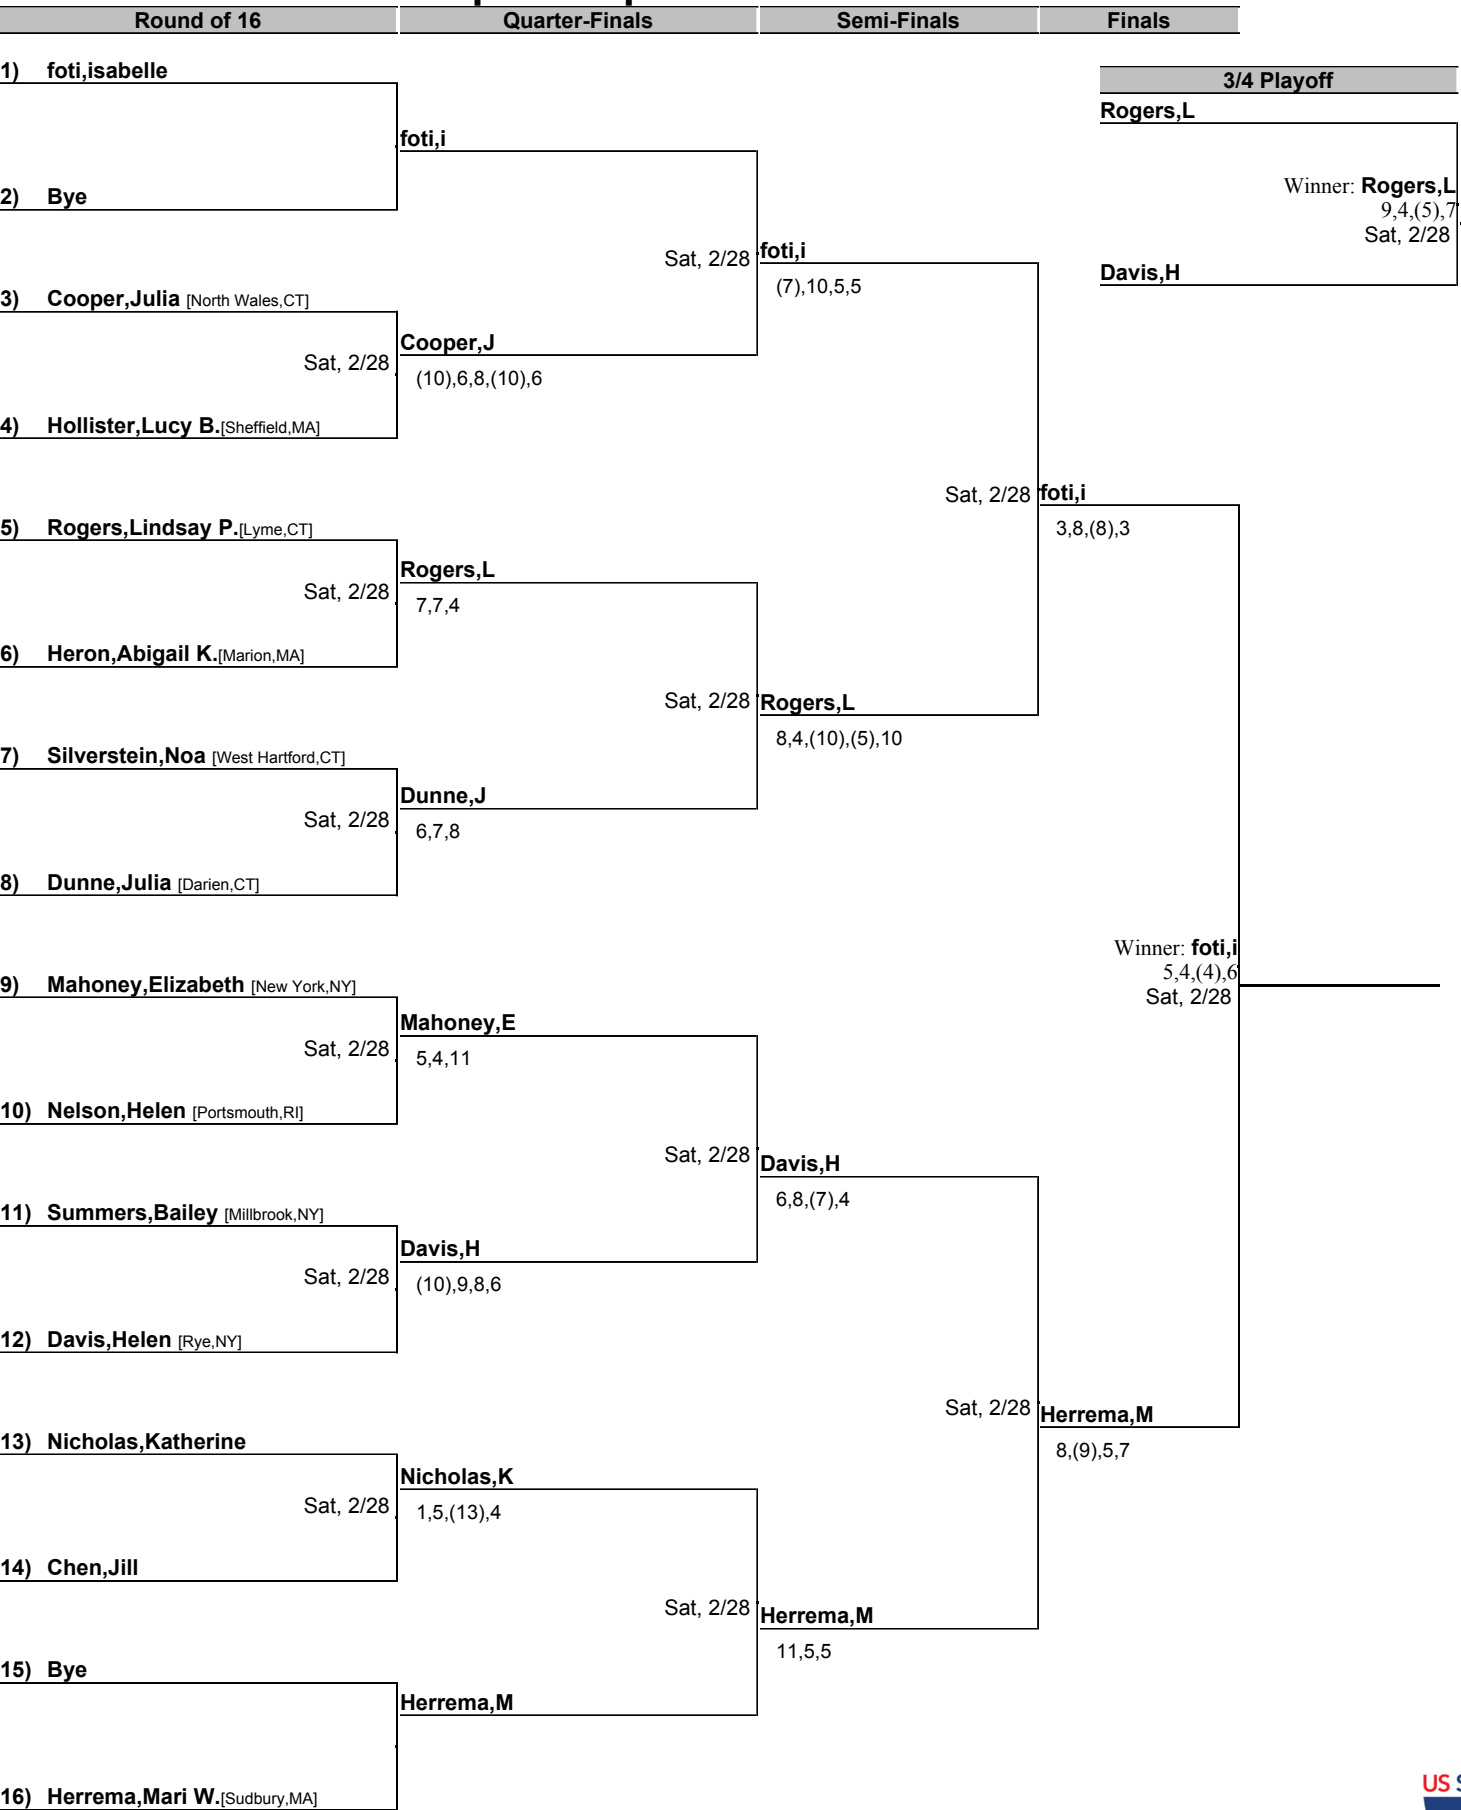 Round of 16 Quarter-Finals Semi-Finals Finals
1) foti,isabelle
3/4 Playoff
Rogers,L
foti,i
Winner: Rogers,L
2) Bye
9,4,(5),7
Sat, 2/28
Sat, 2/28 foti,i
Davis,H
(7),10,5,5
3) Cooper,Julia [North Wales,CT]
Cooper,J
Sat, 2/28
(10),6,8,(10),6
4) Hollister,Lucy B.[Sheffield,MA]
Sat, 2/28 foti,i
5) Rogers,Lindsay P.[Lyme,CT]
3,8,(8),3
Rogers,L
Sat, 2/28
7,7,4
6) Heron,Abigail K.[Marion,MA]
Sat, 2/28 Rogers,L
8,4,(10),(5),10
7) Silverstein,Noa [West Hartford,CT]
Dunne,J
Sat, 2/28
6,7,8
8) Dunne,Julia [Darien,CT]
Winner: foti,i
5,4,(4),6
Sat, 2/28
9) Mahoney,Elizabeth [New York,NY]
Mahoney,E
Sat, 2/28
5,4,11
10) Nelson,Helen [Portsmouth,RI]
Sat, 2/28 Davis,H
6,8,(7),4
11) Summers,Bailey [Millbrook,NY]
Davis,H
Sat, 2/28
(10),9,8,6
12) Davis,Helen [Rye,NY]
Sat, 2/28 Herrema,M
13) Nicholas,Katherine
8,(9),5,7
Nicholas,K
Sat, 2/28
1,5,(13),4
14) Chen,Jill
Sat, 2/28 Herrema,M
11,5,5
15) Bye
Herrema,M
16) Herrema,Mari W.[Sudbury,MA]
US